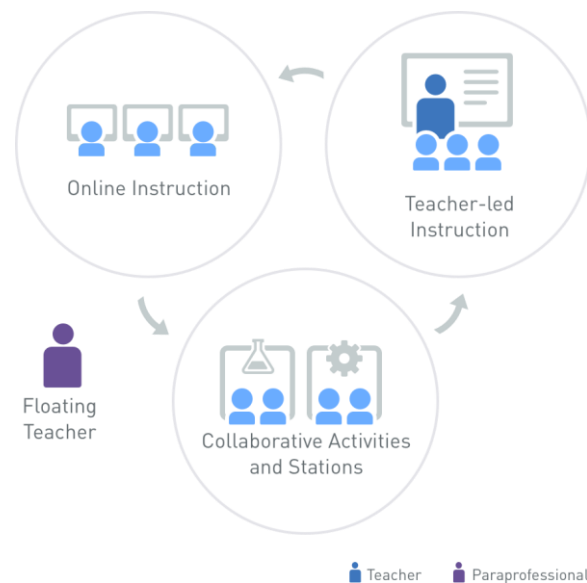 Online Instruction
Teacher-led
Instruction
Floating
Teacher
Collaborative Activities
and Stations
Teacher
Paraprofessional